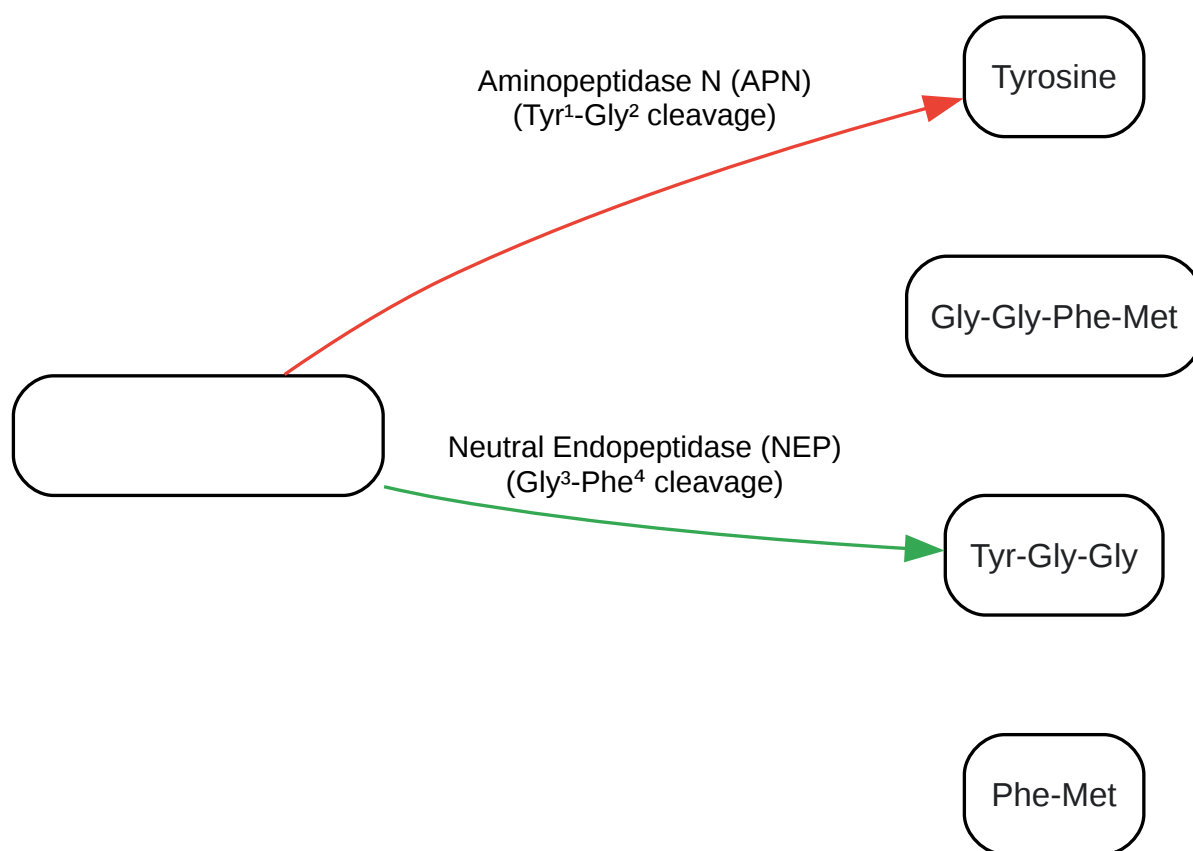 Tyrosine
Aminopeptidase N (APN)
(Tyr¹-Gly² cleavage)
Gly-Gly-Phe-Met
Neutral Endopeptidase (NEP)
(Gly³-Phe⁴ cleavage)
Tyr-Gly-Gly
Phe-Met